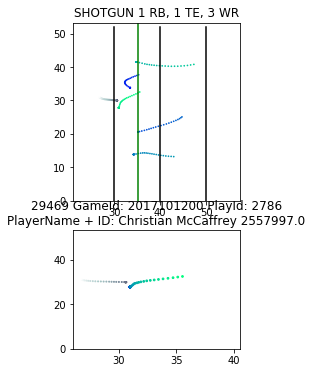 SHOTGUN 1 RB, 1 TE, 3 WR
50
40
30
20
10
0
30 40 50
29469 GameId: 2017101200 PlayId: 2786
PlayerName + ID: Christian McCaffrey 2557997.0
40
20
0
30 35 40